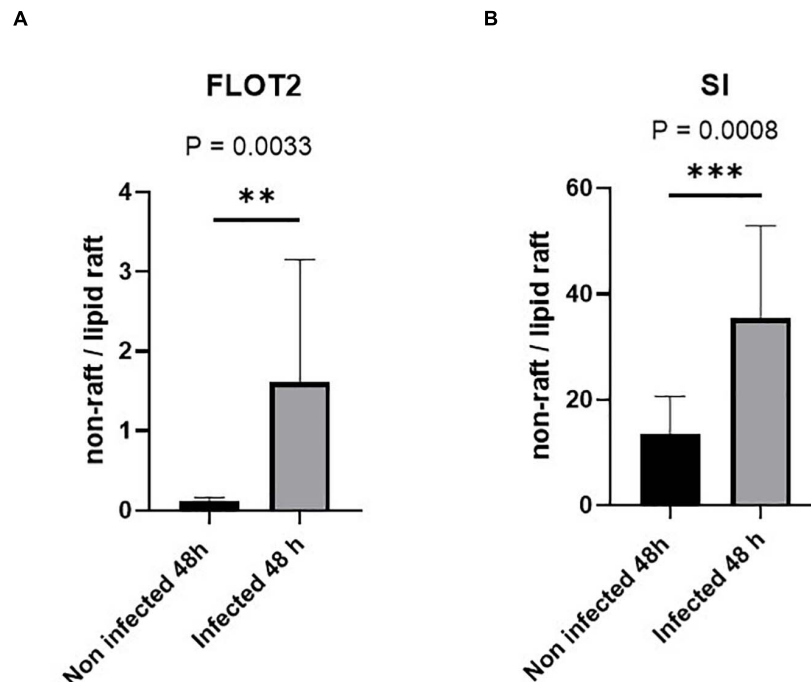 A
FLOT2
P = 0.0033
**
4
3
2
1
0
non-raft / lipid raft
Non infected 48h
Infected 48 h
B
SI
P = 0.0008
***
60
40
20
0
non-raft / lipid raft
Non infected 48h
Infected 48 h